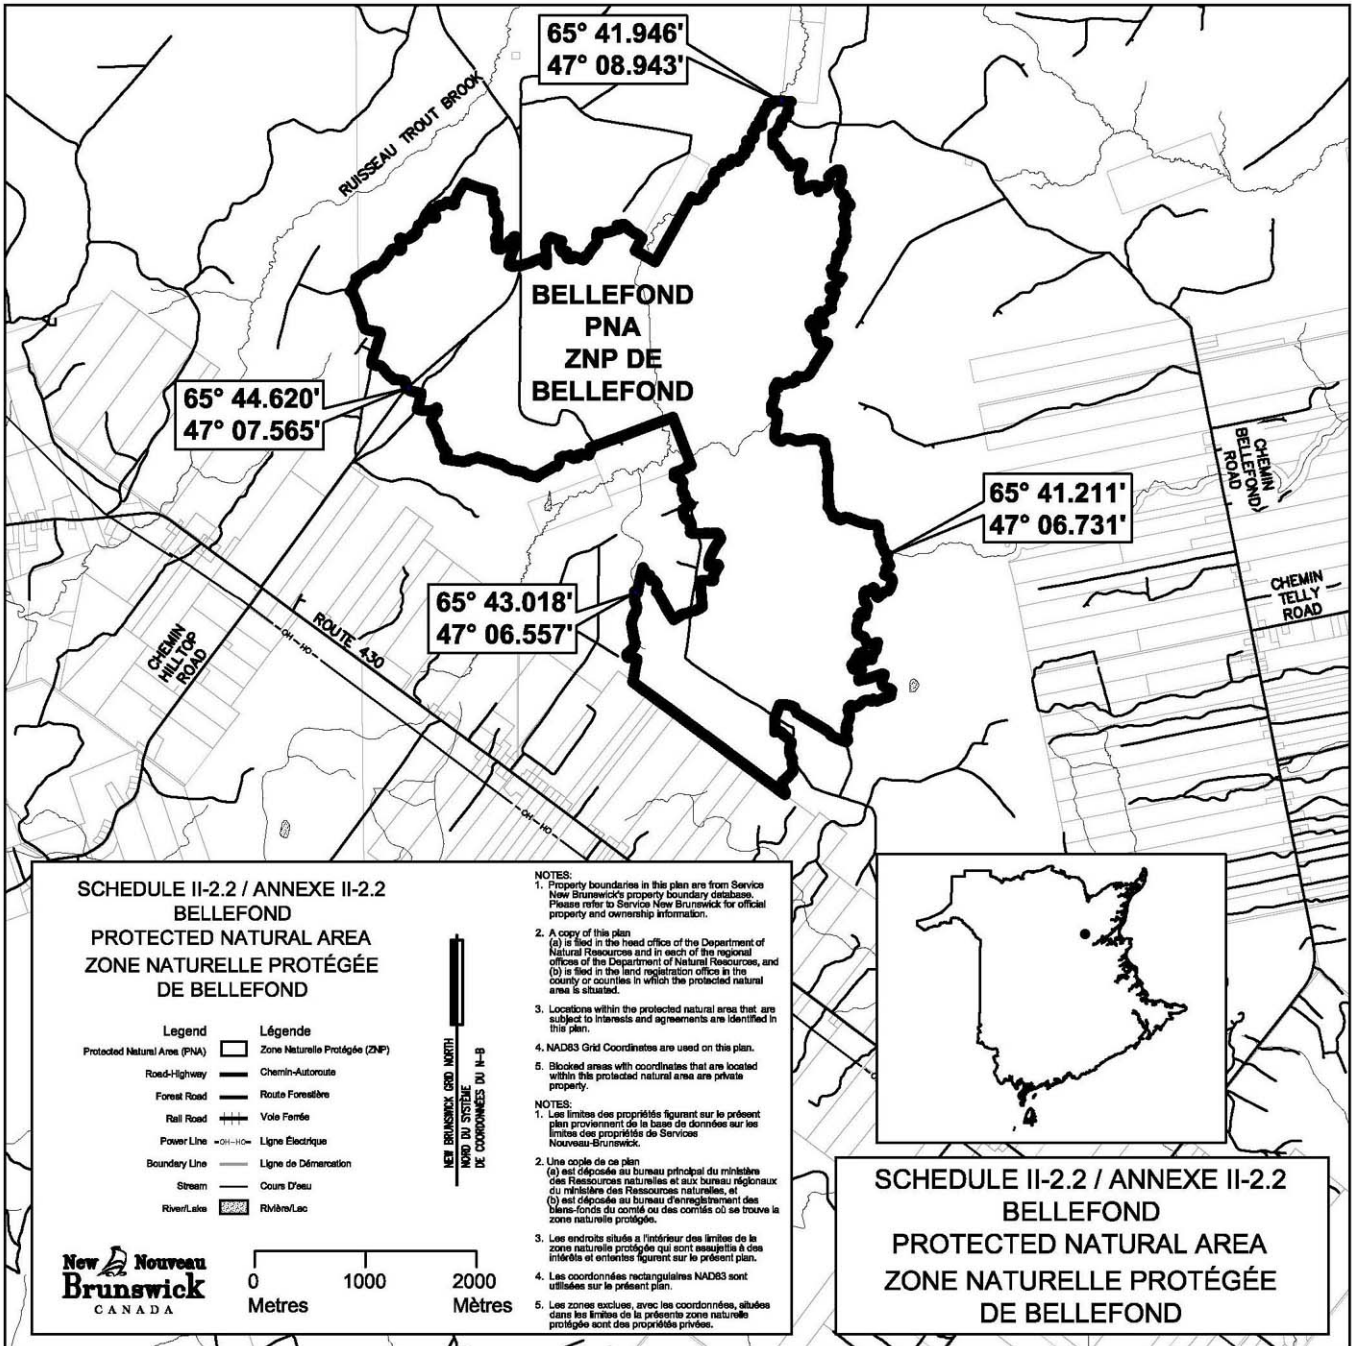 65° 41.946'
47° 08.943'
RUISSEAU TROUT BROOK
BELLEFOND
PNA
ZNP DE
BELLEFOND
65° 44.620'
47° 07.565'
CHEMIN
BELLEFOND
ROAD
65° 41.211'
47° 06.731'
CHEMIN
TELLY
ROAD
65° 43.018'
47° 06.557'
ROUTE 430
OH-HO
CHEMIN
HILLTOP
ROAD
OH-HO
SCHEDULE II-2.2 / ANNEXE II-2.2
BELLEFOND
PROTECTED NATURAL AREA
ZONE NATURELLE PROTÉGÉE
DE BELLEFOND
Legend Légende
Protected Natural Area (PNA) Zone Naturelle Protégée (ZNP)
Road-Highway Chemin-Autoroute
Forest Road Route Forestière
Rail Road Voie Ferrée
Power Line OH-HO Ligne Électrique
Boundary Line Ligne de Démarcation
Stream Cours D'eau
River/Lake Rivière/Lac
NEW BRUNSWICK GRID NORTH
NORD DU SYSTÈME
DE COORDONNÉES DU N-B
New Nouveau
Brunswick
CANADA
0 1000 2000
Metres Mètres
NOTES:
1. Property boundaries in this plan are from Service
New Brunswick's property boundary database.
Please refer to Service New Brunswick for official
property and ownership information.
2. A copy of this plan
(a) is filed in the head office of the Department of
Natural Resources and in each of the regional
offices of the Department of Natural Resources, and
(b) is filed in the land registration office in the
county or counties in which the protected natural
area is situated.
3. Locations within the protected natural area that are
subject to interests and agreements are identified in
this plan.
4. NAD83 Grid Coordinates are used on this plan.
5. Blocked areas with coordinates that are located
within this protected natural area are private
property.
NOTES:
1. Les limites des propriétés figurant sur le présent
plan proviennent de la base de données sur les
limites des propriétés de Services
Nouveau-Brunswick.
2. Une copie de ce plan
(a) est déposée au bureau principal du ministère
des Ressources naturelles et aux bureau régionaux
du ministère des Ressources naturelles, et
(b) est déposée au bureau d'enregistrement des
biens-fonds du comté ou des comtés où se trouve la
zone naturelle protégée.
3. Les endroits situés a l'intérieur des limites de la
zone naturelle protégée qui sont assujettis à des
intérêts et ententes figurent sur le présent plan.
4. Les coordonnées rectangulaires NAD83 sont
utilisées sur le présent plan.
5. Les zones exclues, avec les coordonnées, situées
dans les limites de la présente zone naturelle
protégée sont des propriétés privées.
SCHEDULE II-2.2 / ANNEXE II-2.2
BELLEFOND
PROTECTED NATURAL AREA
ZONE NATURELLE PROTÉGÉE
DE BELLEFOND